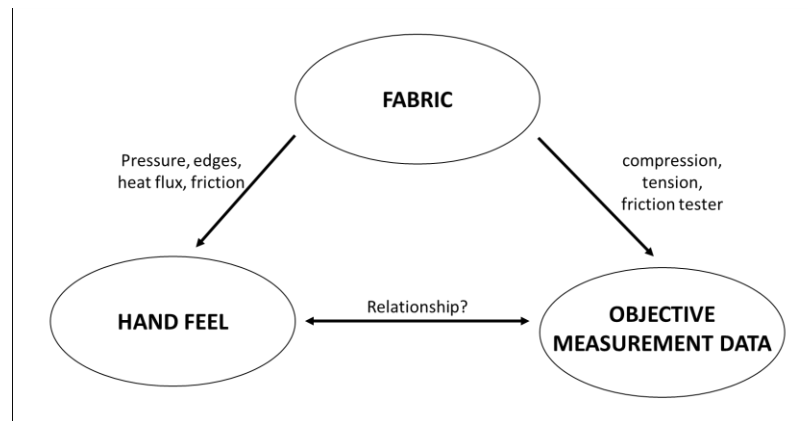 FABRIC
Pressure, edges,
heat flux, friction
compression,
tension,
friction tester
HAND FEEL
Relationship?
OBJECTIVE
MEASUREMENT DATA